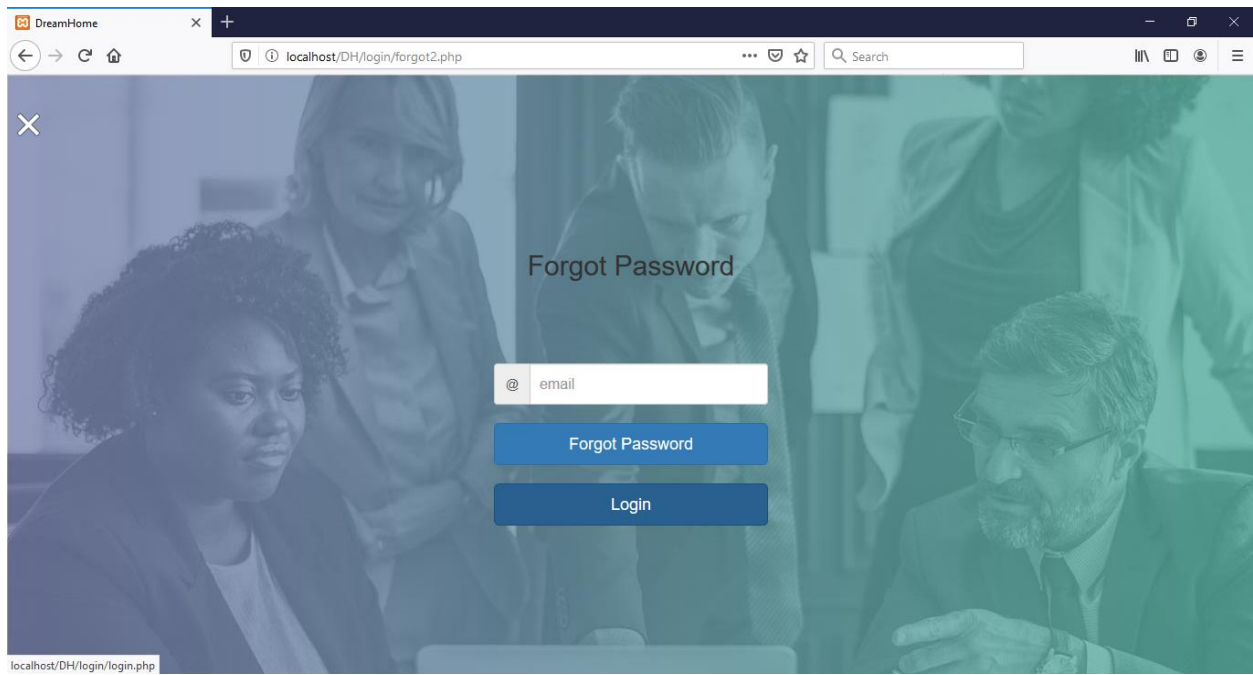 DreamHome
localhost/DH/login/forgot2.php
Search
Forgot Password
@ email
Forgot Password
Login
localhost/DH/login/login.php